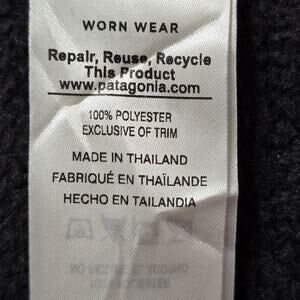 WORN WEAR
Repair, Reuse, Recycle
This Product
www.patagonia.com
100% POLYESTER
EXCLUSIVE OF TRIM
MADE IN THAILAND
FABRIQUÉ EN THAÏLANDE
HECHO EN TAILANDIA